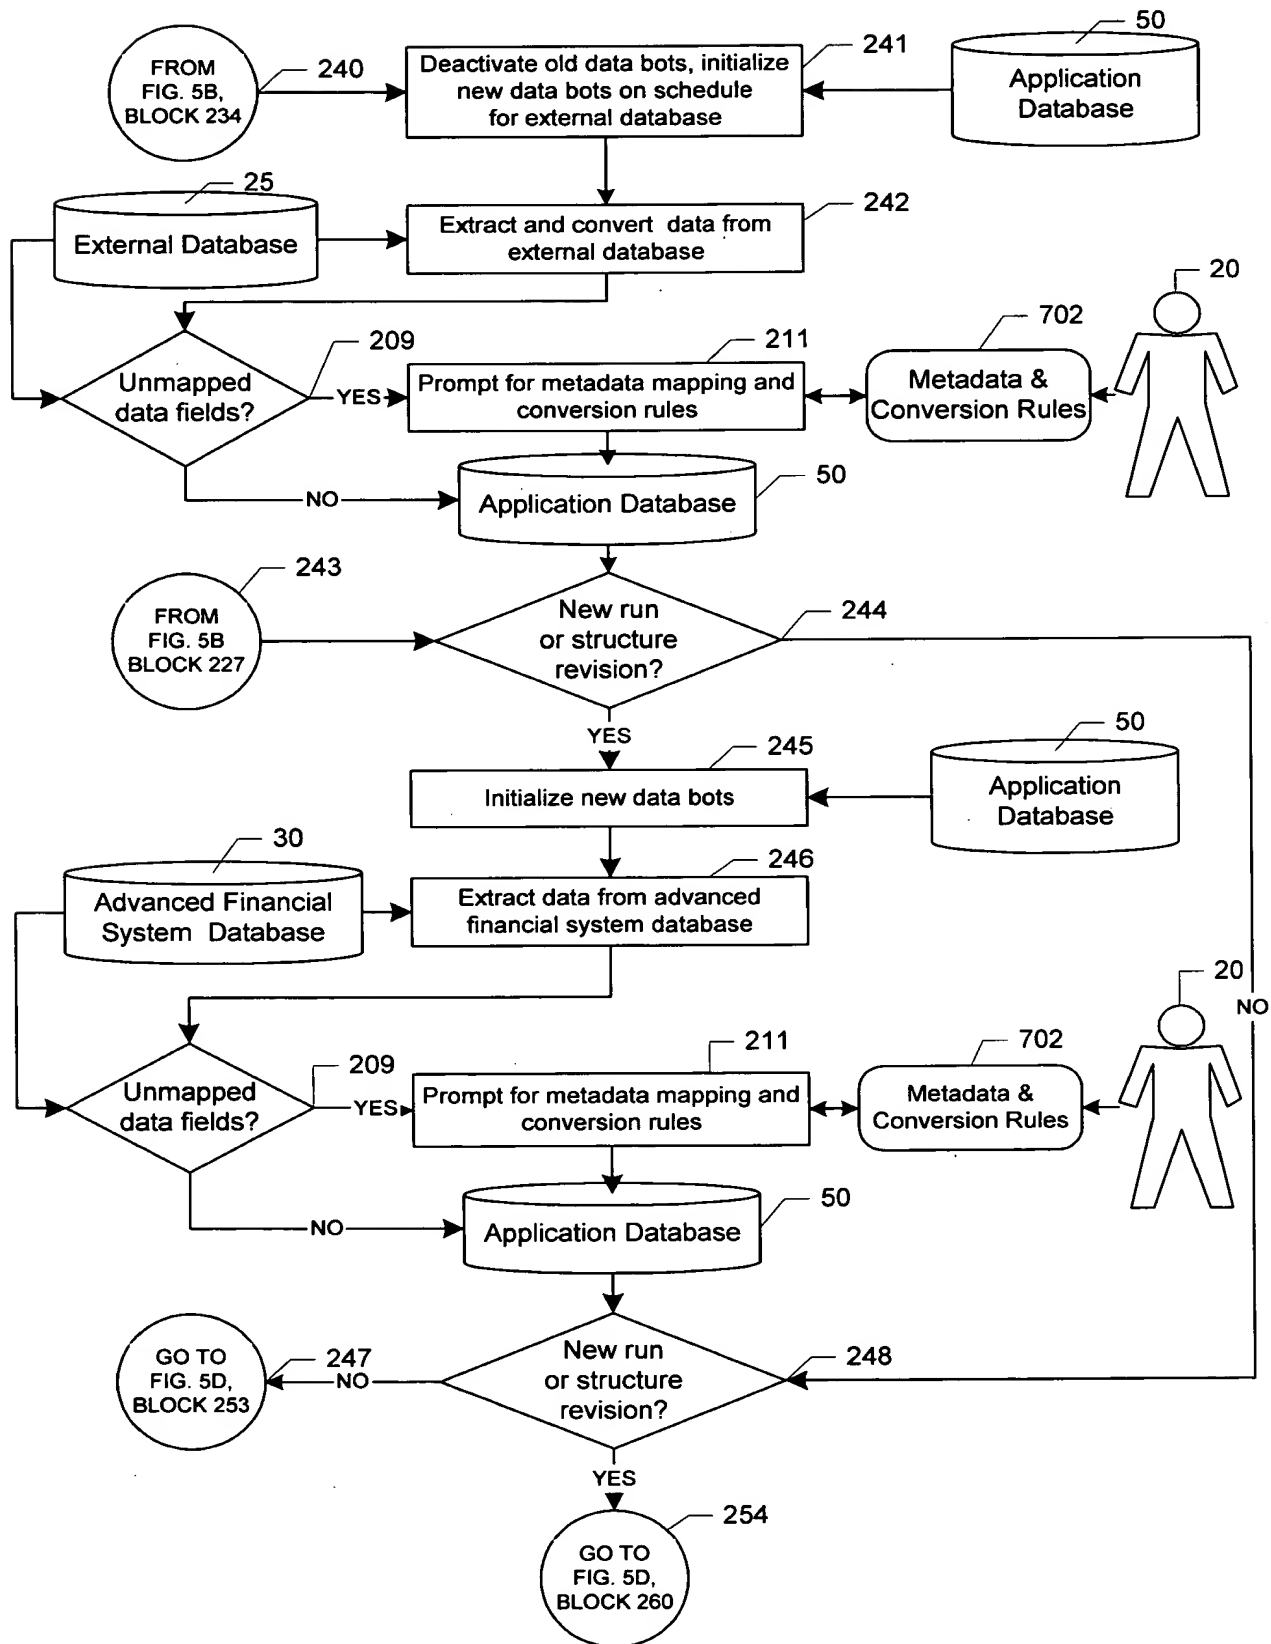 50
241
FROM
FIG. 5B,
BLOCK 234
240
Deactivate old data bots, initialize
new data bots on schedule
for external database
Application
Database
25
242
External Database
Extract and convert data from
external database
20
702
209
211
Unmapped
data fields?
YES
Prompt for metadata mapping and
conversion rules
Metadata &
Conversion Rules
50
NO
Application Database
243
FROM
FIG. 5B
BLOCK 227
New run
or structure
revision?
244
YES
245
50
Initialize new data bots
Application
Database
30
246
Advanced Financial
System Database
Extract data from advanced
financial system database
20
NO
702
209
211
Unmapped
data fields?
YES
Prompt for metadata mapping and
conversion rules
Metadata &
Conversion Rules
50
NO
Application Database
GO TO
FIG. 5D,
BLOCK 253
247
NO
New run
or structure
revision?
248
YES
254
GO TO
FIG. 5D,
BLOCK 260